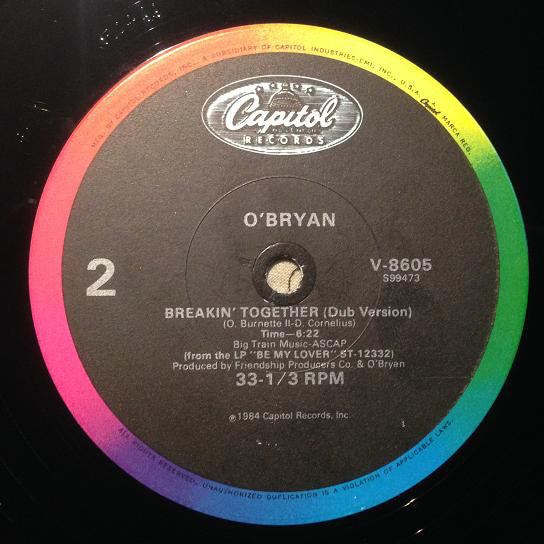 MFD. BY CAPITOL RECORDS, INC., A SUBSIDIARY OF CAPITOL INDUSTRIES-EMI, INC., U.S.A. Capitol MARCA REG.
Capitol
RECORDS
O'BRYAN
2
V-8605
S99473
BREAKIN' TOGETHER (Dub Version)
(O. Burnette II-D. Cornelius)
Time—6:22
Big Train Music-ASCAP
(from the LP "BE MY LOVER" ST-12332)
Produced by Friendship Producers Co. & O'Bryan
33-1/3 RPM
℗1984 Capitol Records, Inc.
ALL RIGHTS RESERVED. UNAUTHORIZED DUPLICATION IS A VIOLATION OF APPLICABLE LAWS.